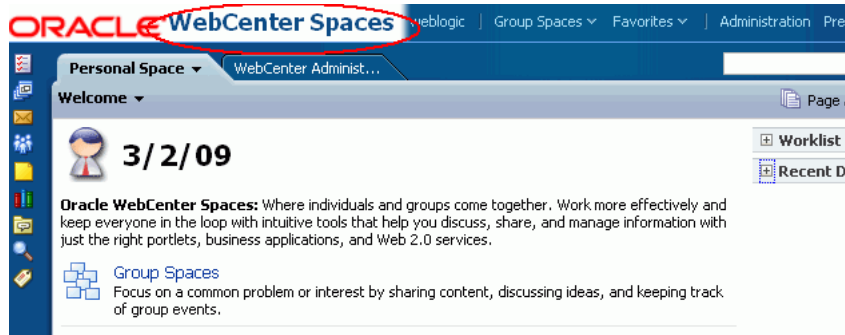 ORACLE WebCenter Spaces weblogic | Group Spaces Favorites | Administration Pre
Personal Space WebCenter Administ...
Welcome Page
3/2/09
Worklist
Recent D
Oracle WebCenter Spaces: Where individuals and groups come together. Work more effectively and
keep everyone in the loop with intuitive tools that help you discuss, share, and manage information with
just the right portlets, business applications, and Web 2.0 services.
Group Spaces
Focus on a common problem or interest by sharing content, discussing ideas, and keeping track
of group events.